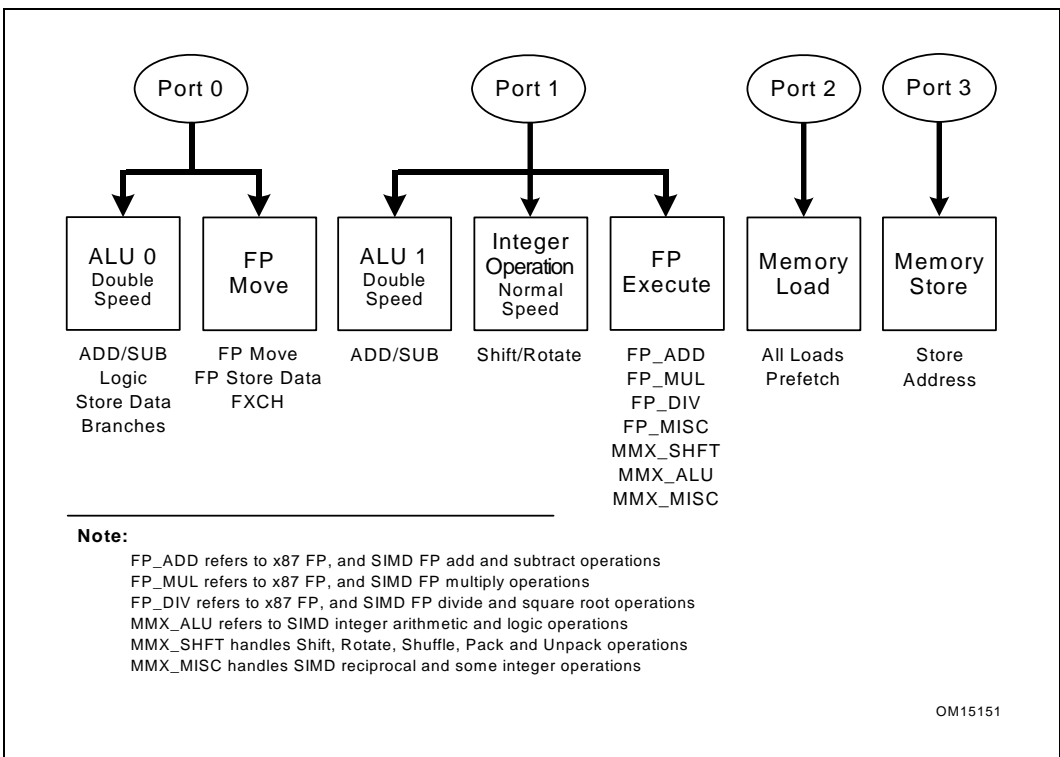 Port 0
Port 1
Port 2
Port 3
ALU 0
Double
Speed
FP
Move
ALU 1
Double
Speed
Integer
Operation
Normal
Speed
FP
Execute
Memory
Load
Memory
Store
ADD/SUB
Logic
Store Data
Branches
FP Move
FP Store Data
FXCH
ADD/SUB
Shift/Rotate
FP_ADD
FP_MUL
FP_DIV
FP_MISC
MMX_SHFT
MMX_ALU
MMX_MISC
All Loads
Prefetch
Store
Address
Note:
FP_ADD refers to x87 FP, and SIMD FP add and subtract operations
FP_MUL refers to x87 FP, and SIMD FP multiply operations
FP_DIV refers to x87 FP, and SIMD FP divide and square root operations
MMX_ALU refers to SIMD integer arithmetic and logic operations
MMX_SHFT handles Shift, Rotate, Shuffle, Pack and Unpack operations
MMX_MISC handles SIMD reciprocal and some integer operations
OM15151